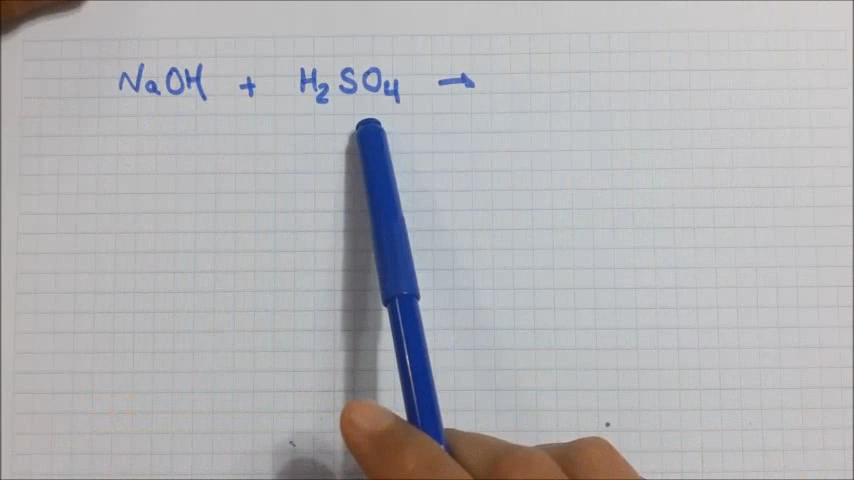 NaOH + H₂SO₄ →